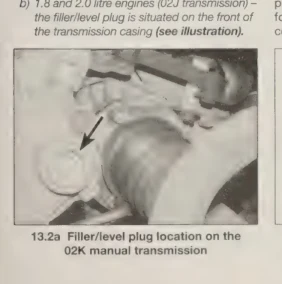 b) 1.8 and 2.0 litre engines (02J transmission) –
the filler/level plug is situated on the front of
the transmission casing (see illustration).
13.2a Filler/level plug location on the
02K manual transmission